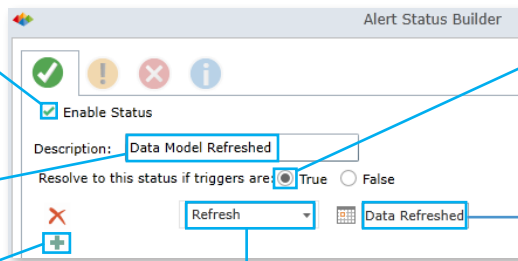 Alert Status Builder
Enable Status
Description: Data Model Refreshed
Resolve to this status if triggers are: True False
Refresh Data Refreshed